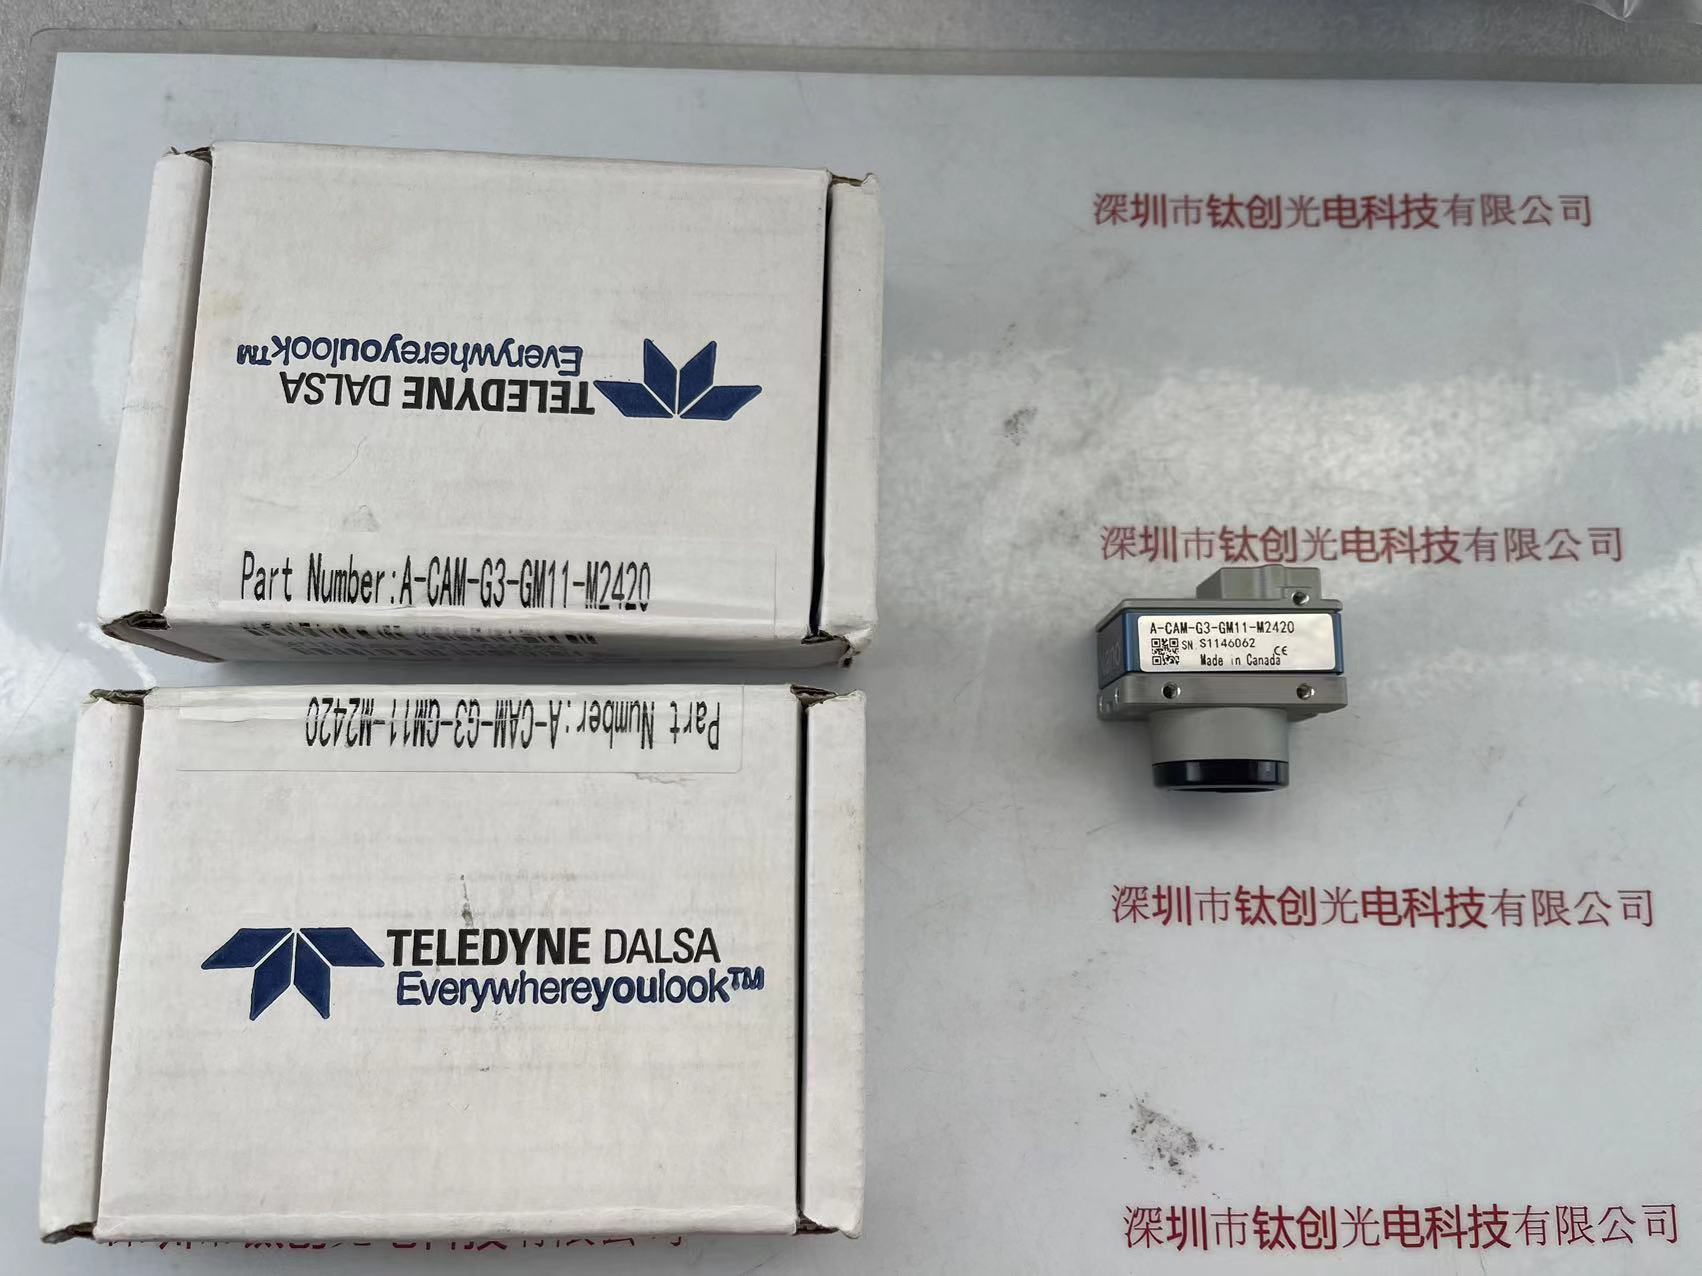 TELEDYNE DALSA
Everywhereyoulook™
Part Number:A-CAM-G3-GM11-M2420
Part Number:A-CAM-G3-GM11-M2420
TELEDYNE DALSA
Everywhereyoulook™
深圳市钛创光电科技有限公司
深圳市钛创光电科技有限公司
A-CAM-G3-GM11-M2420
SN S1146062
Made in Canada CE
深圳市钛创光电科技有限公司
深圳市钛创光电科技有限公司